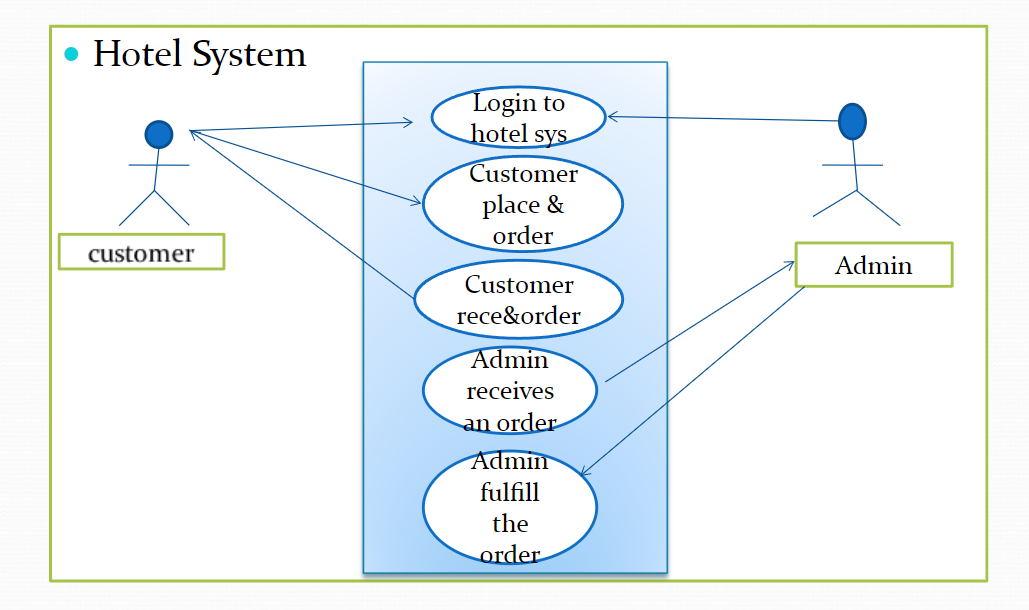 Hotel System
Login to
hotel sys
Customer
place &
order
customer
Admin
Customer
rece&order
Admin
receives
an order
Admin
fulfill
the
order